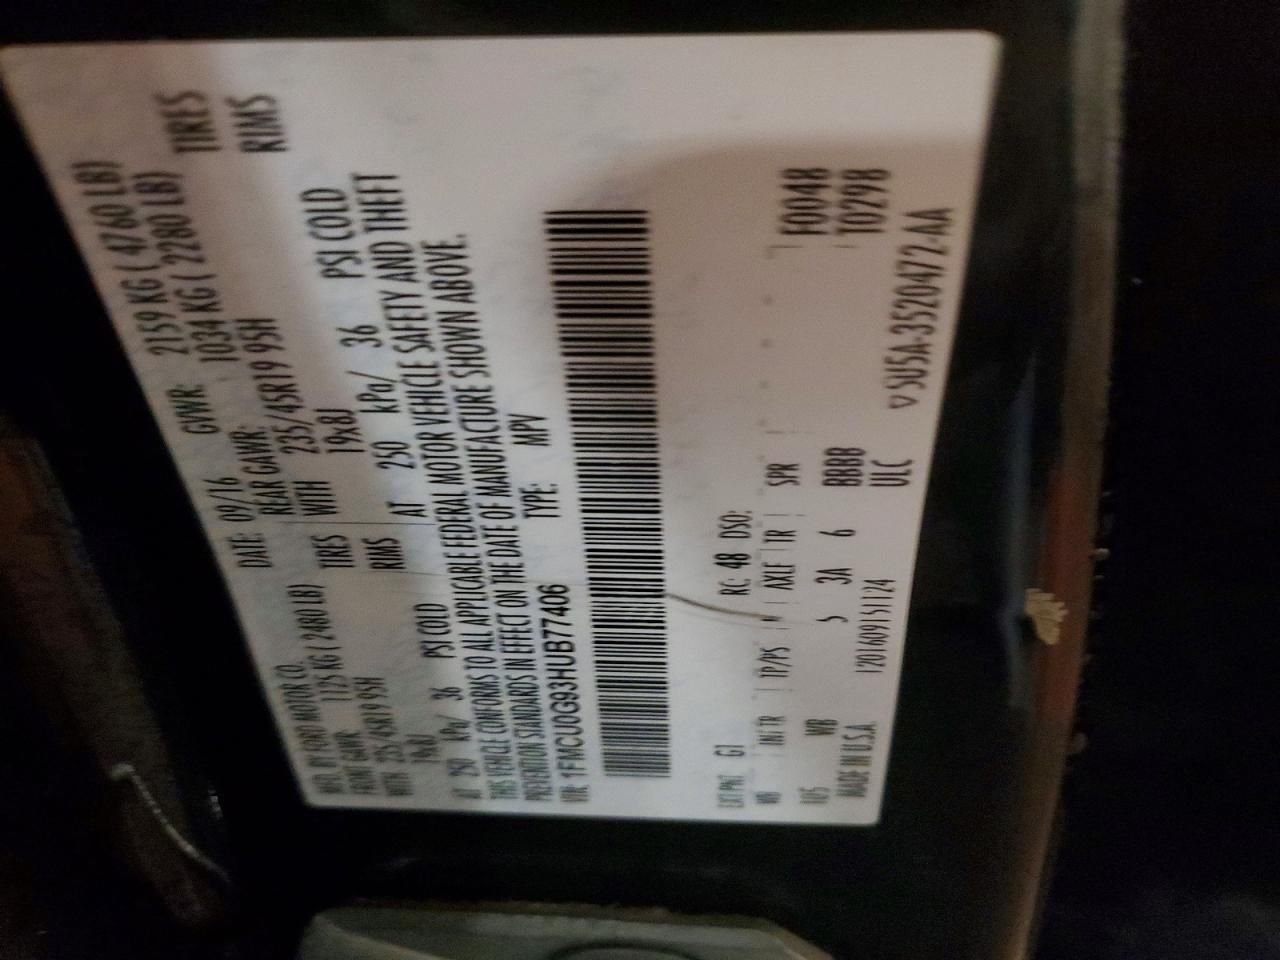 MFD. BY FORD MOTOR CO.
DATE: 09/16 GVWR: 2159 KG ( 4760 LB)
FRONT GAWR: 1125 KG ( 2480 LB) REAR GAWR: 1034 KG ( 2280 LB)
WITH 235/45R19 95H TIRES WITH 235/45R19 95H TIRES
19x8J RIMS 19x8J RIMS
AT 250 kPa/ 36 PSI COLD AT 250 kPa/ 36 PSI COLD
THIS VEHICLE CONFORMS TO ALL APPLICABLE FEDERAL MOTOR VEHICLE SAFETY AND THEFT
PREVENTION STANDARDS IN EFFECT ON THE DATE OF MANUFACTURE SHOWN ABOVE.
VIN: 1FMCU0G93HUB77406 TYPE: MPV
EXT PNT G1 RC: 48 DSO: F0048
WB INT TR TP/PS R AXLE TR SPR T0298
WB 5 3A 6 BBBB
MADE IN U.S.A. 1201609151124 ULC
▽5U5A-3520472-AA